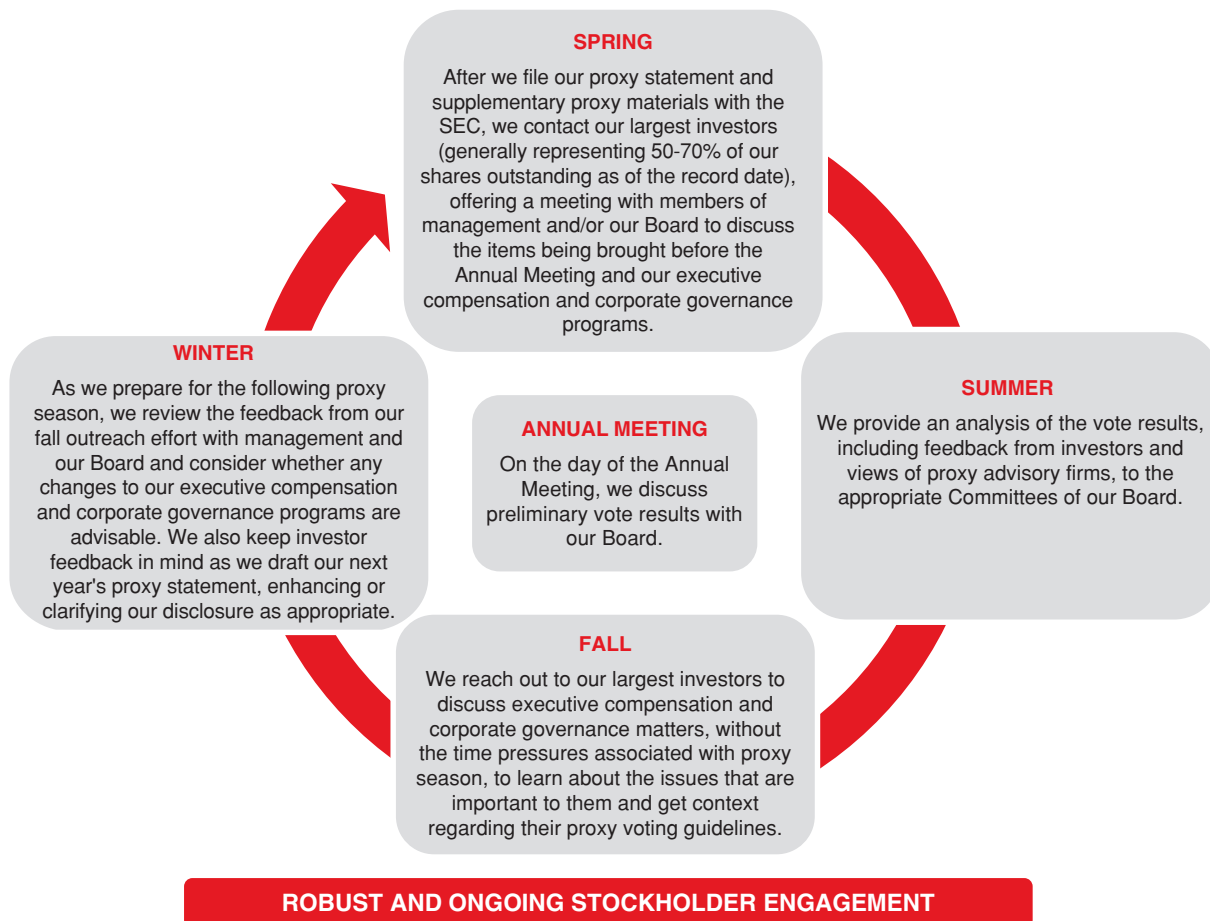 SPRING
After we file our proxy statement and
supplementary proxy materials with the
SEC, we contact our largest investors
(generally representing 50-70% of our
shares outstanding as of the record date),
offering a meeting with members of
management and/or our Board to discuss
the items being brought before the
Annual Meeting and our executive
compensation and corporate governance
programs.
WINTER
As we prepare for the following proxy
season, we review the feedback from our
fall outreach effort with management and
our Board and consider whether any
changes to our executive compensation
and corporate governance programs are
advisable. We also keep investor
feedback in mind as we draft our next
year's proxy statement, enhancing or
clarifying our disclosure as appropriate.
ANNUAL MEETING
On the day of the Annual
Meeting, we discuss
preliminary vote results with
our Board.
SUMMER
We provide an analysis of the vote results,
including feedback from investors and
views of proxy advisory firms, to the
appropriate Committees of our Board.
FALL
We reach out to our largest investors to
discuss executive compensation and
corporate governance matters, without
the time pressures associated with proxy
season, to learn about the issues that are
important to them and get context
regarding their proxy voting guidelines.
ROBUST AND ONGOING STOCKHOLDER ENGAGEMENT